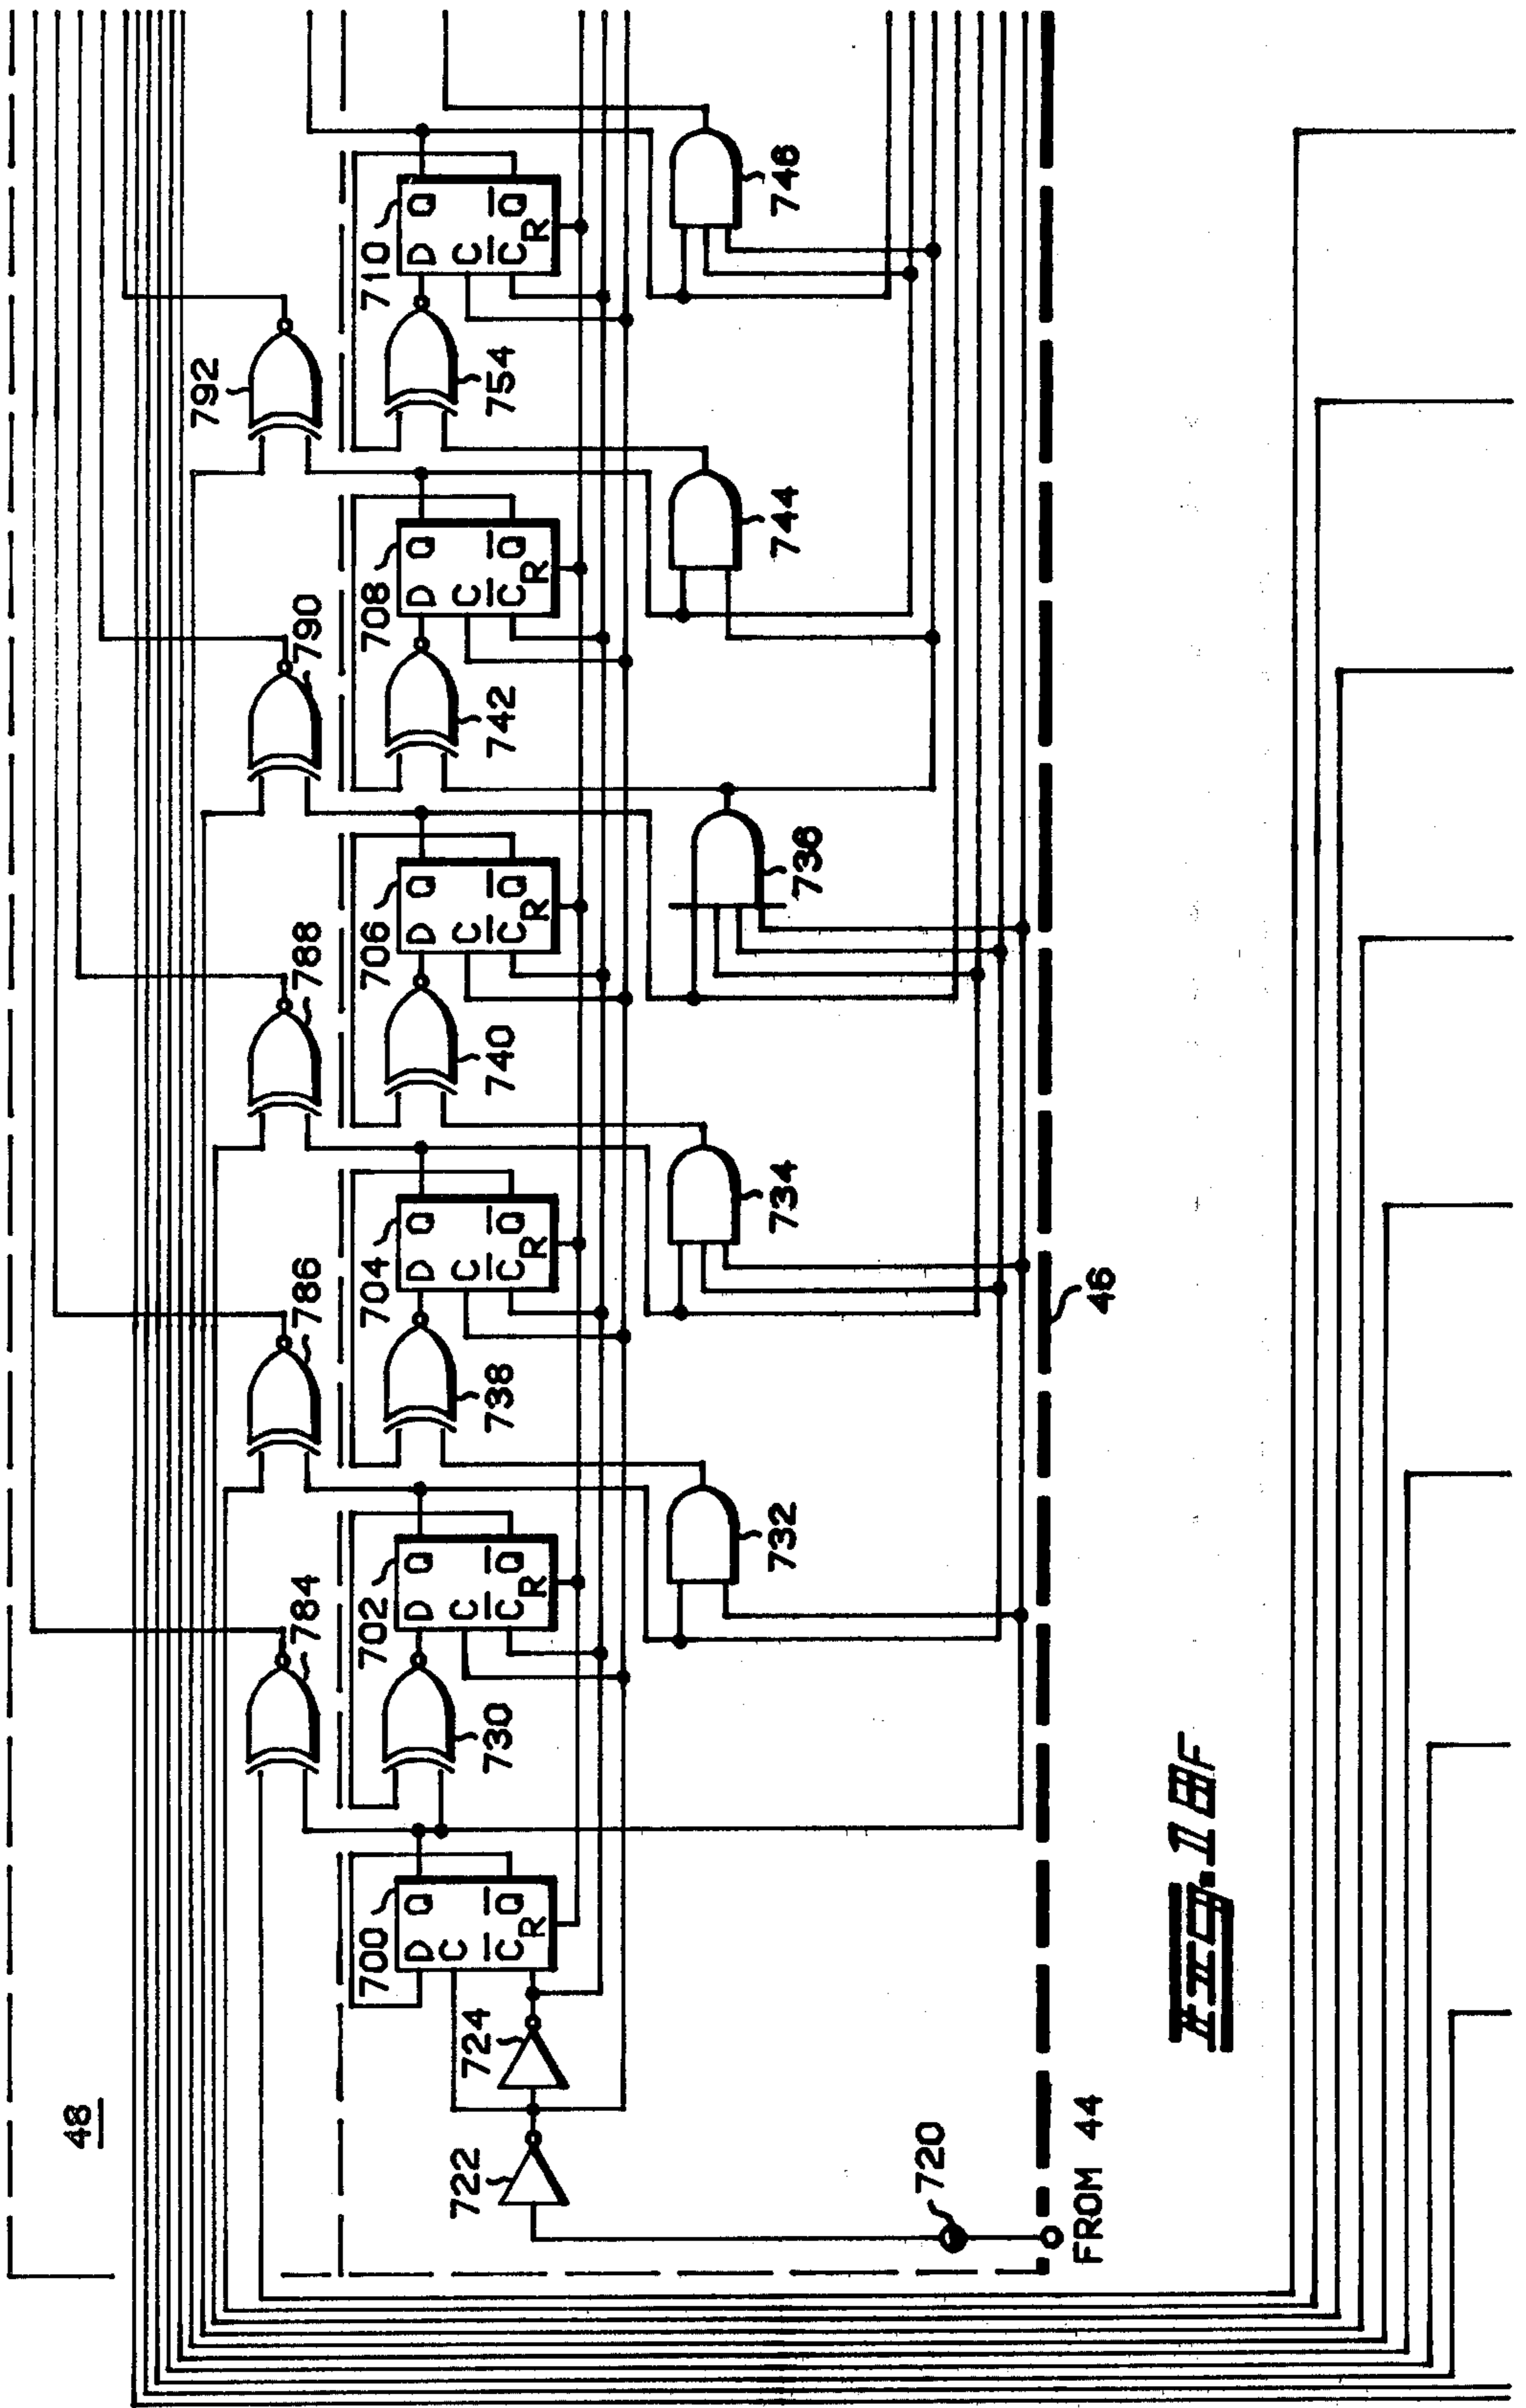 48
792
784 786 788 790
700 702 704 706 708 710
D Q D Q D Q D Q D Q D Q
C C C C C C
C̅ Q̅ C̅ Q̅ C̅ Q̅ C̅ Q̅ C̅ Q̅ C̅ Q̅
R R R R R R
722 724 730 738 740 742 754
732 734 736 744 746
720
FROM 44 46
Fig. 18F